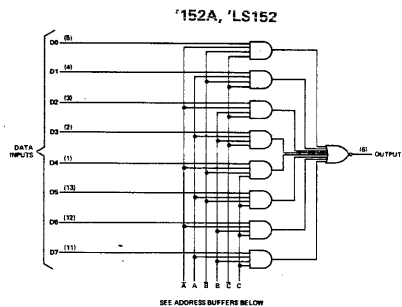 '152A, 'LS152
D0 (5)
D1 (4)
D2 (3)
D3 (2)
DATA INPUTS
D4 (1)
D5 (13)
D6 (12)
D7 (11)
(6) OUTPUT
A̅ A B̅ B C̅ C
SEE ADDRESS BUFFERS BELOW